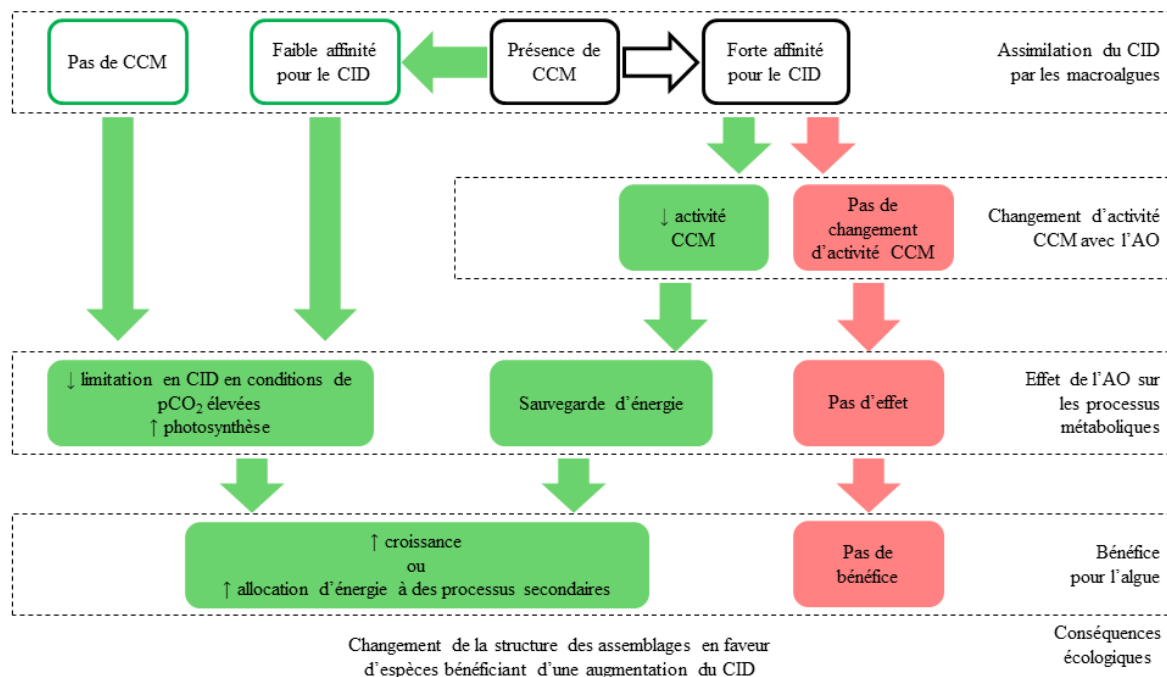 Pas de CCM
Faible affinité
pour le CID
Présence de
CCM
Forte affinité
pour le CID
Assimilation du CID
par les macroalgues
↓ activité
CCM
Pas de
changement
d'activité CCM
Changement d'activité
CCM avec l'AO
↓ limitation en CID en conditions de
pCO₂ élevées
↑ photosynthèse
Sauvegarde d'énergie
Pas d'effet
Effet de l'AO sur
les processus
métaboliques
↑ croissance
ou
↑ allocation d'énergie à des processus secondaires
Pas de
bénéfice
Bénéfice
pour l'algue
Changement de la structure des assemblages en faveur
d'espèces bénéficiant d'une augmentation du CID
Conséquences
écologiques